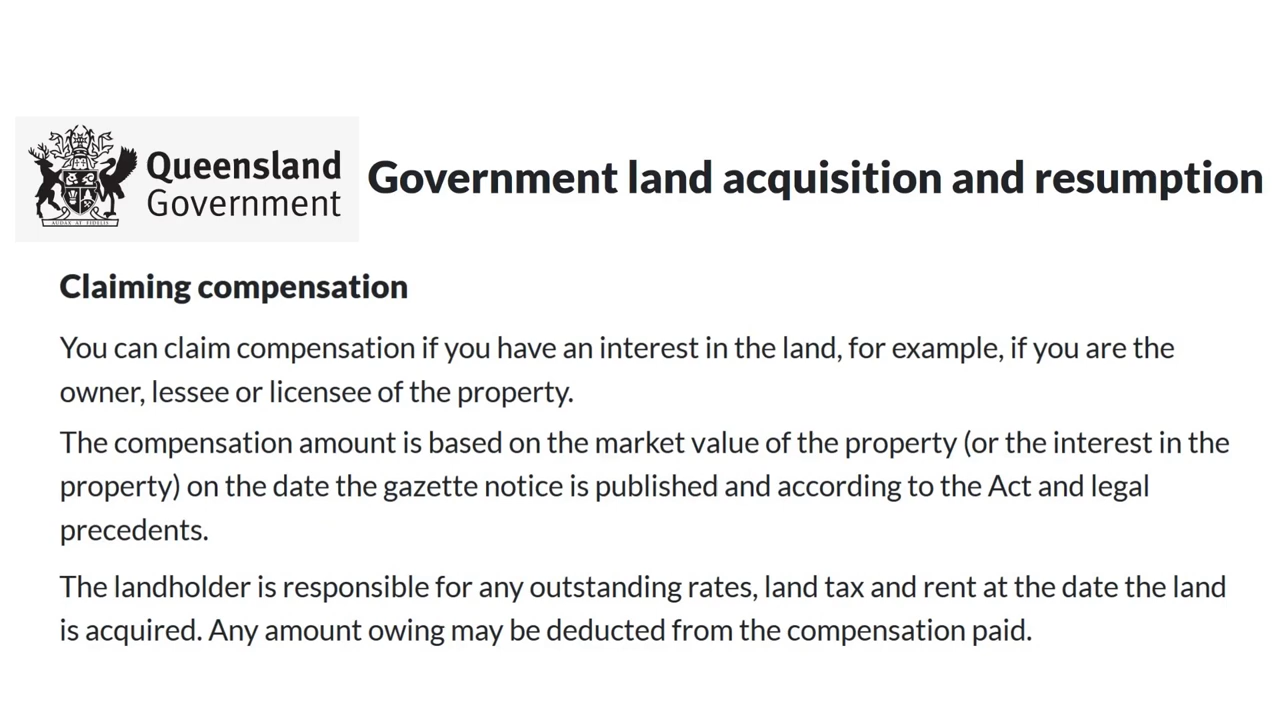 Queensland
Government
Government land acquisition and resumption
AUDAX AT FIDELIS
Claiming compensation
You can claim compensation if you have an interest in the land, for example, if you are the
owner, lessee or licensee of the property.
The compensation amount is based on the market value of the property (or the interest in the
property) on the date the gazette notice is published and according to the Act and legal
precedents.
The landholder is responsible for any outstanding rates, land tax and rent at the date the land
is acquired. Any amount owing may be deducted from the compensation paid.